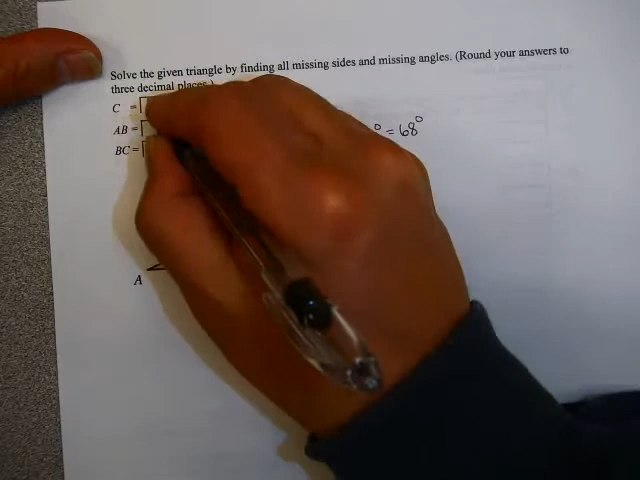 Solve the given triangle by finding all missing sides and missing angles. (Round your answers to
three decimal places.)
C =
° = 68°
AB =
BC =
A